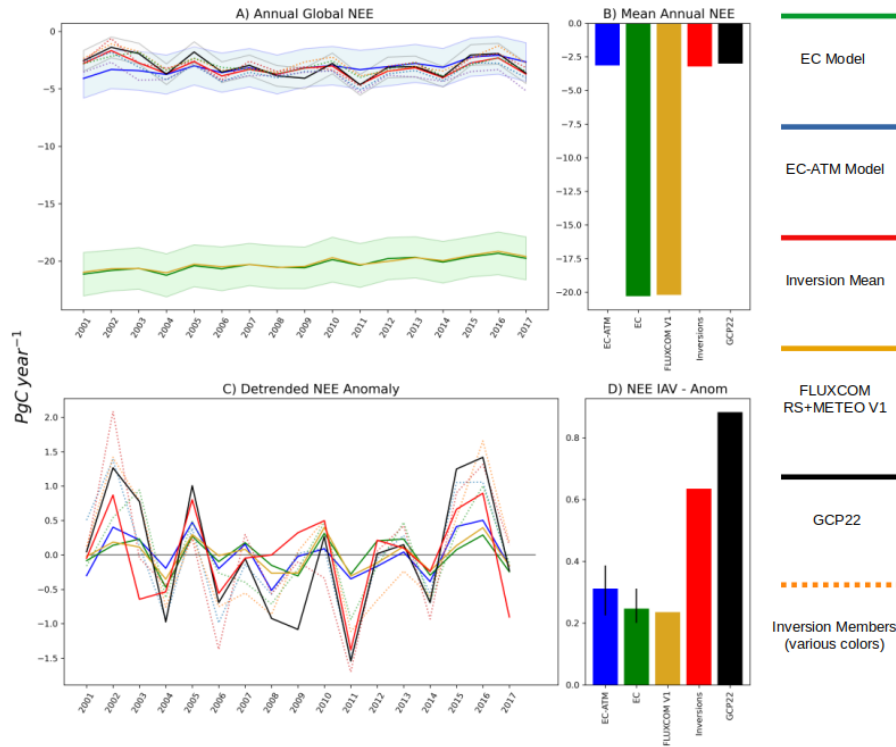 A) Annual Global NEE
0
−5
−10
−15
−20
2001 2002 2003 2004 2005 2006 2007 2008 2009 2010 2011 2012 2013 2014 2015 2016 2017
B) Mean Annual NEE
0.0
−2.5
−5.0
−7.5
−10.0
−12.5
−15.0
−17.5
−20.0
EC-ATM EC FLUXCOM V1 Inversions GCP22
PgC year⁻¹
C) Detrended NEE Anomaly
2.0
1.5
1.0
0.5
0.0
−0.5
−1.0
−1.5
2001 2002 2003 2004 2005 2006 2007 2008 2009 2010 2011 2012 2013 2014 2015 2016 2017
D) NEE IAV - Anom
0.8
0.6
0.4
0.2
0.0
EC-ATM EC FLUXCOM V1 Inversions GCP22
EC Model
EC-ATM Model
Inversion Mean
FLUXCOM
RS+METEO V1
GCP22
Inversion Members
(various colors)